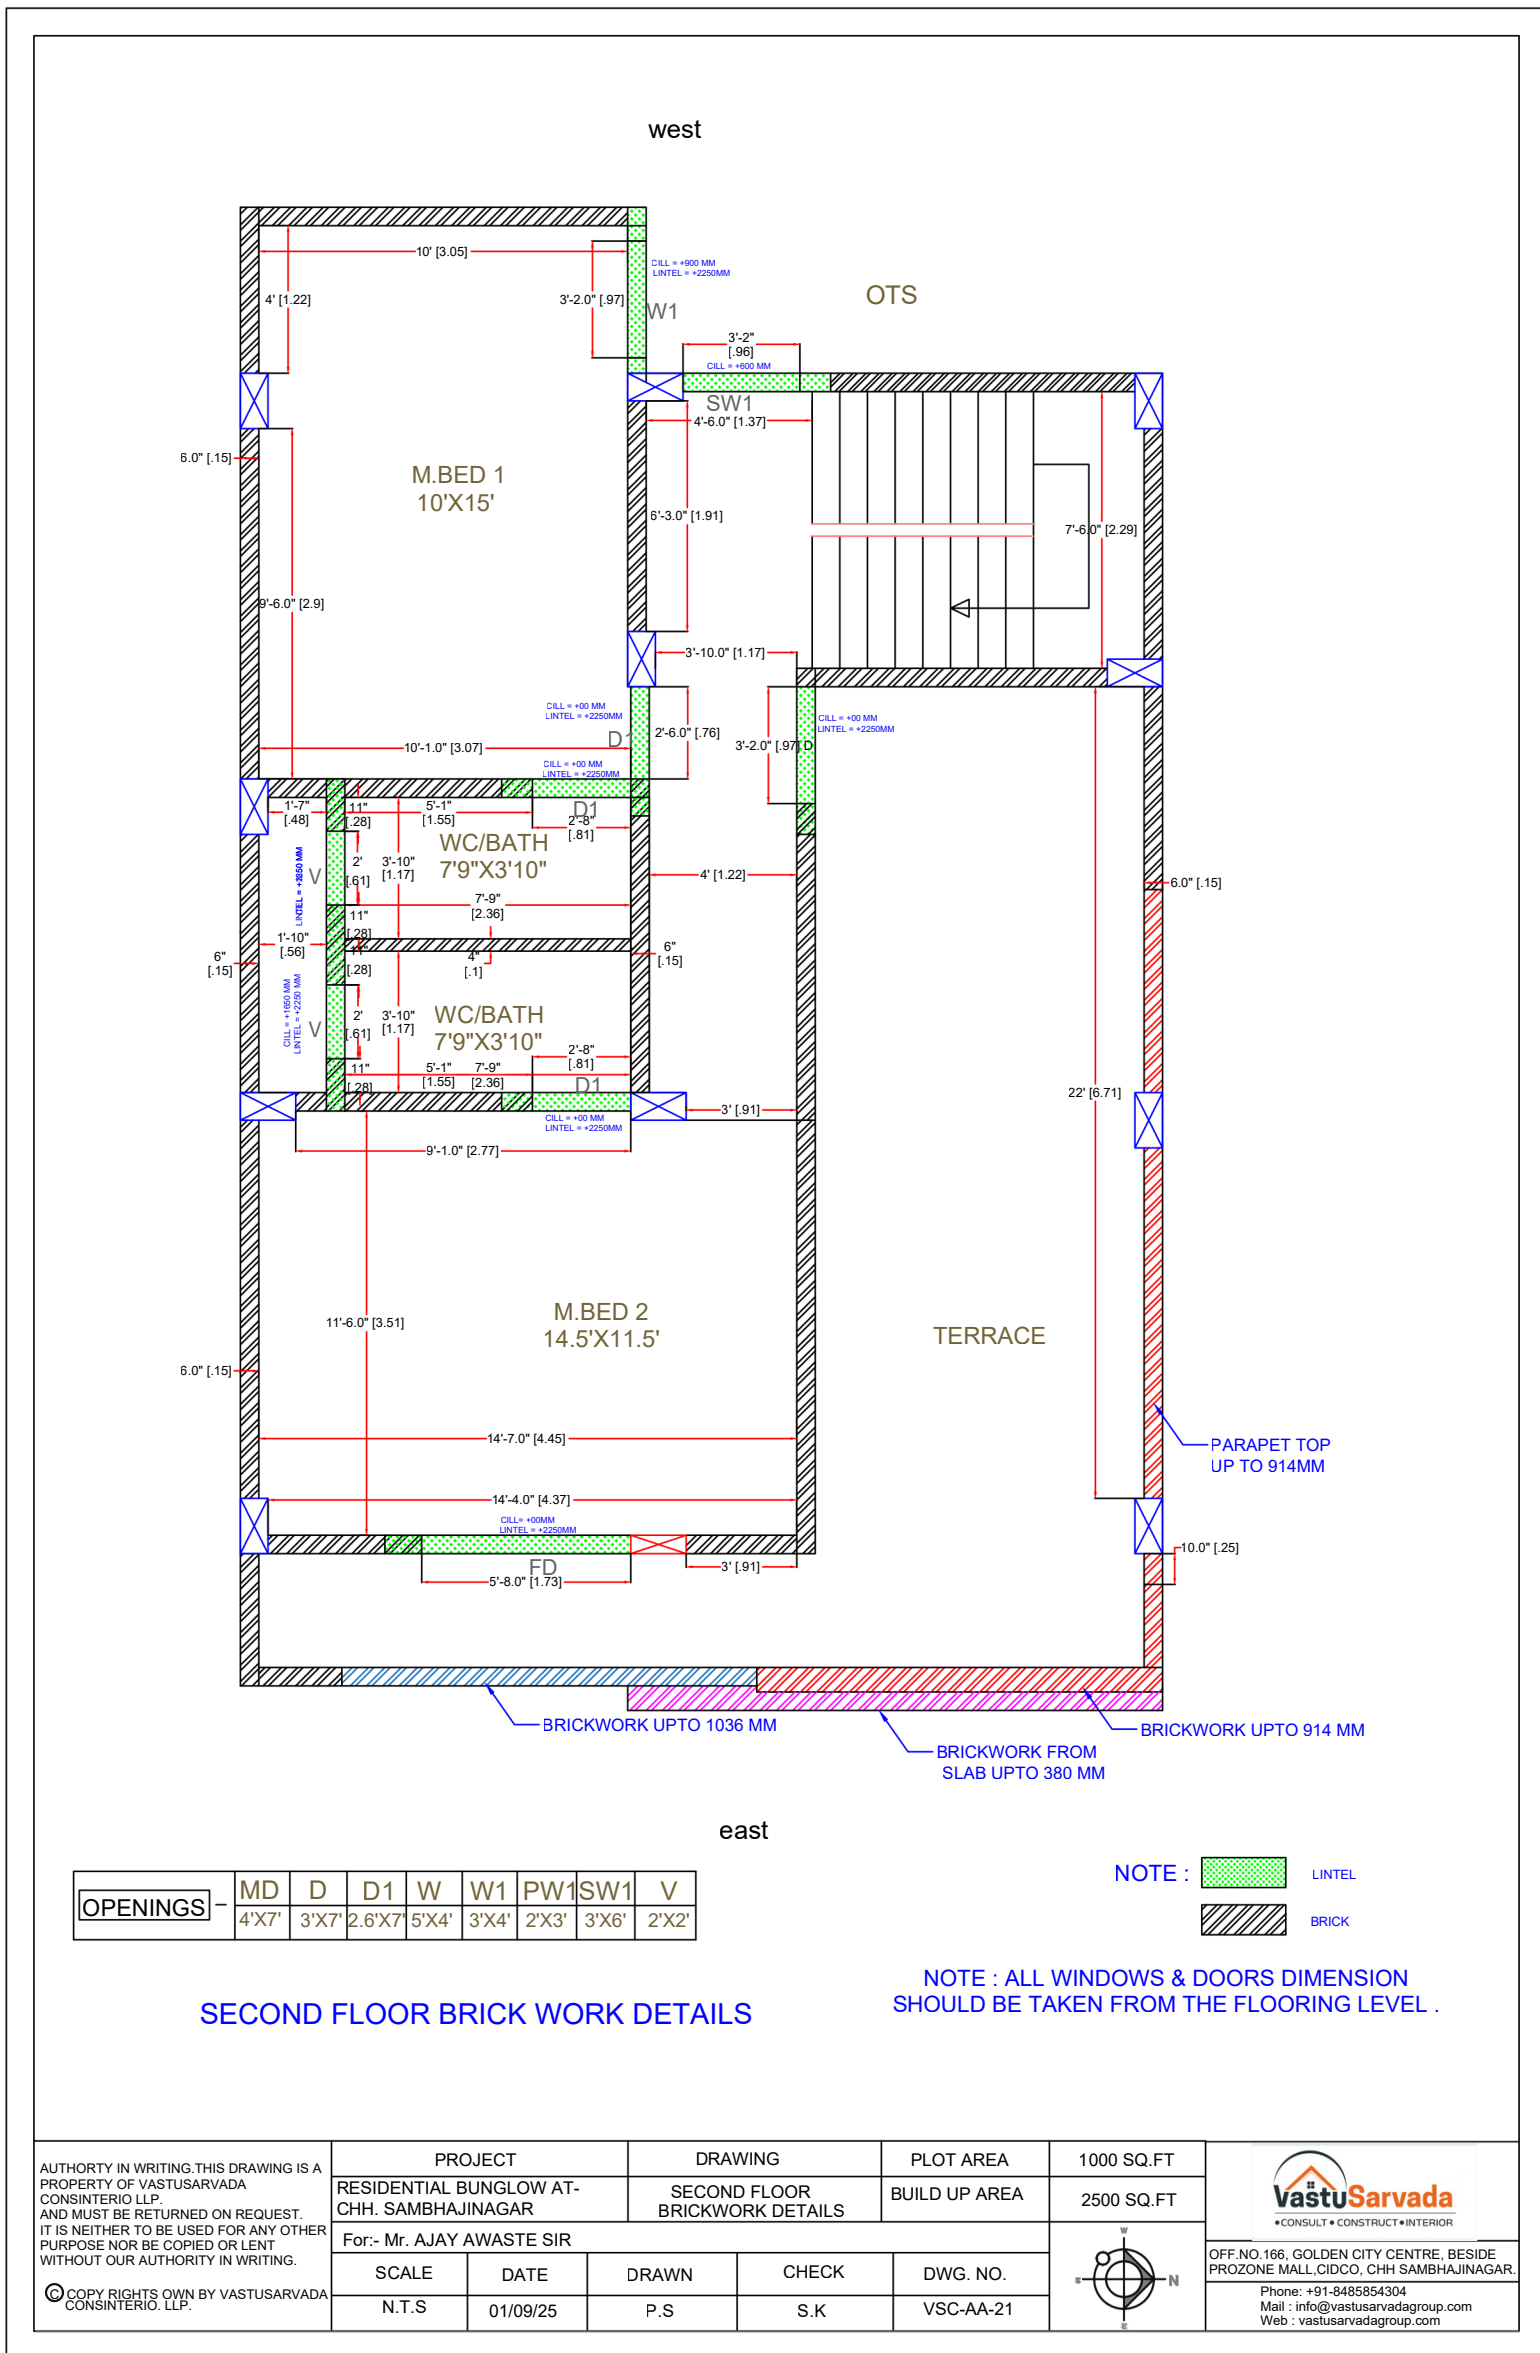 west
10' [3.05]
CILL = +900 MM
LINTEL = +2250MM
4' [1.22]
3'-2.0" [.97]
W1
OTS
3'-2"
[.96]
CILL = +600 MM
SW1
4'-6.0" [1.37]
6.0" [.15]
M.BED 1
10'X15'
6'-3.0" [1.91]
7'-6.0" [2.29]
9'-6.0" [2.9]
3'-10.0" [1.17]
CILL = +00 MM
LINTEL = +2250MM
D1
2'-6.0" [.76]
3'-2.0" [.97]
D
CILL = +00 MM
LINTEL = +2250MM
10'-1.0" [3.07]
CILL = +00 MM
LINTEL = +2250MM
1'-7"
[.48]
11"
[.28]
5'-1"
[1.55]
D1
2'-8"
[.81]
WC/BATH
7'9"X3'10"
V
2'
[.61]
3'-10"
[1.17]
4' [1.22]
6.0" [.15]
7'-9"
[2.36]
11"
[.28]
1'-10"
[.56]
6"
[.15]
11"
[.28]
4"
[.1]
6"
[.15]
CILL = +1650 MM
LINTEL = +2250 MM
V
2'
[.61]
3'-10"
[1.17]
WC/BATH
7'9"X3'10"
2'-8"
[.81]
11"
[.28]
5'-1"
[1.55]
7'-9"
[2.36]
D1
CILL = +00 MM
LINTEL = +2250MM
3' [.91]
22' [6.71]
9'-1.0" [2.77]
M.BED 2
14.5'X11.5'
11'-6.0" [3.51]
TERRACE
6.0" [.15]
14'-7.0" [4.45]
PARAPET TOP
UP TO 914MM
14'-4.0" [4.37]
CILL= +00MM
LINTEL = +2250MM
10.0" [.25]
FD
5'-8.0" [1.73]
3' [.91]
BRICKWORK UPTO 1036 MM
BRICKWORK UPTO 914 MM
BRICKWORK FROM
SLAB UPTO 380 MM
east
OPENINGS - MD D D1 W W1 PW1 SW1 V
4'X7' 3'X7' 2.6'X7' 5'X4' 3'X4' 2'X3' 3'X6' 2'X2'
NOTE : LINTEL
BRICK
NOTE : ALL WINDOWS & DOORS DIMENSION
SHOULD BE TAKEN FROM THE FLOORING LEVEL .
SECOND FLOOR BRICK WORK DETAILS
AUTHORTY IN WRITING.THIS DRAWING IS A
PROPERTY OF VASTUSARVADA
CONSINTERIO LLP.
AND MUST BE RETURNED ON REQUEST.
IT IS NEITHER TO BE USED FOR ANY OTHER
PURPOSE NOR BE COPIED OR LENT
WITHOUT OUR AUTHORITY IN WRITING.
© COPY RIGHTS OWN BY VASTUSARVADA
CONSINTERIO. LLP.
PROJECT
RESIDENTIAL BUNGLOW AT-
CHH. SAMBHAJINAGAR
DRAWING
SECOND FLOOR
BRICKWORK DETAILS
PLOT AREA 1000 SQ.FT
BUILD UP AREA 2500 SQ.FT
For:- Mr. AJAY AWASTE SIR
SCALE DATE DRAWN CHECK DWG. NO.
N.T.S 01/09/25 P.S S.K VSC-AA-21
W
S N
E
VastuSarvada
•CONSULT • CONSTRUCT •INTERIOR
OFF.NO.166, GOLDEN CITY CENTRE, BESIDE
PROZONE MALL,CIDCO, CHH SAMBHAJINAGAR.
Phone: +91-8485854304
Mail : info@vastusarvadagroup.com
Web : vastusarvadagroup.com